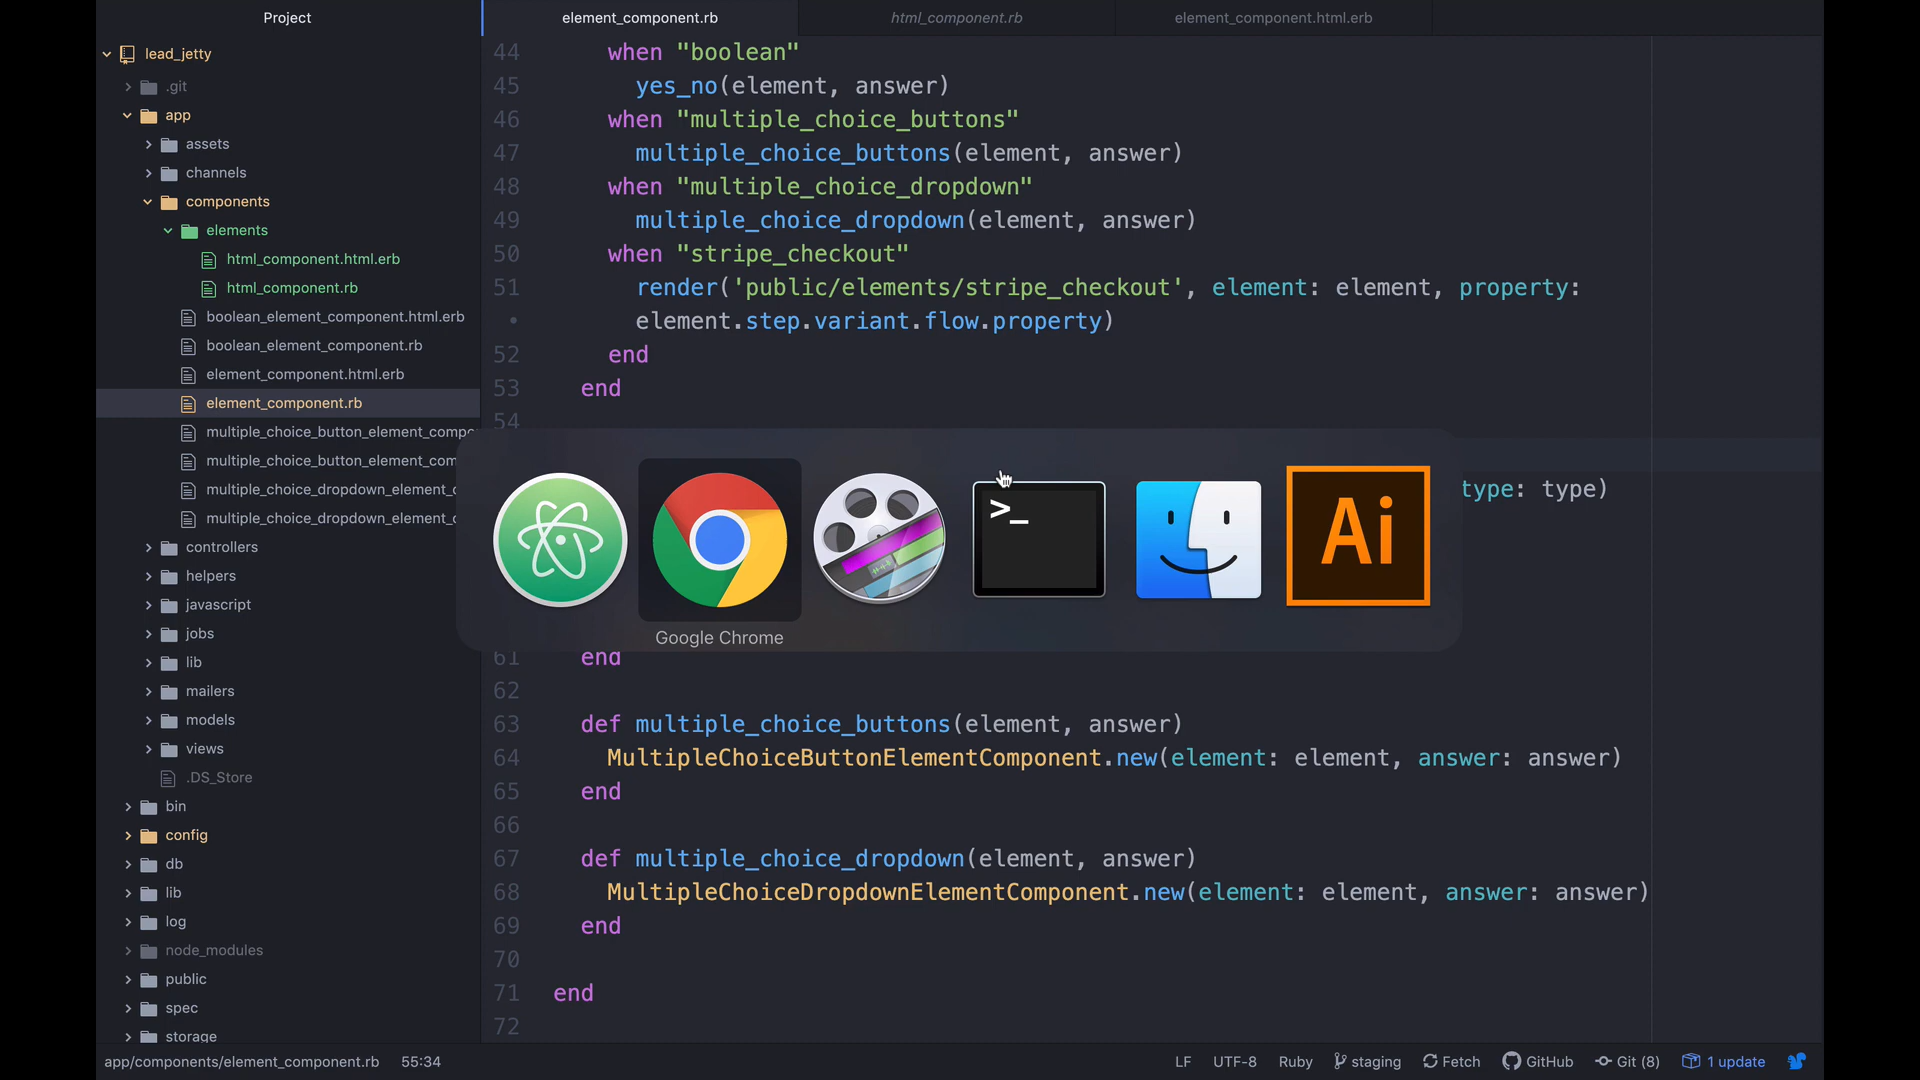 Project
lead_jetty
.git
app
assets
channels
components
elements
html_component.html.erb
html_component.rb
boolean_element_component.html.erb
boolean_element_component.rb
element_component.html.erb
element_component.rb
multiple_choice_button_element_compo
multiple_choice_button_element_com
multiple_choice_dropdown_element_c
multiple_choice_dropdown_element_c
controllers
helpers
javascript
jobs
lib
mailers
models
views
.DS_Store
bin
config
db
lib
log
node_modules
public
spec
storage
element_component.rb
html_component.rb
element_component.html.erb
44 when "boolean"
45 yes_no(element, answer)
46 when "multiple_choice_buttons"
47 multiple_choice_buttons(element, answer)
48 when "multiple_choice_dropdown"
49 multiple_choice_dropdown(element, answer)
50 when "stripe_checkout"
51 render('public/elements/stripe_checkout', element: element, property:
• element.step.variant.flow.property)
52 end
53 end
54
type: type)
>_
Ai
Google Chrome
61 end
62
63 def multiple_choice_buttons(element, answer)
64 MultipleChoiceButtonElementComponent.new(element: element, answer: answer)
65 end
66
67 def multiple_choice_dropdown(element, answer)
68 MultipleChoiceDropdownElementComponent.new(element: element, answer: answer)
69 end
70
71 end
72
app/components/element_component.rb 55:34
LF UTF-8 Ruby staging Fetch GitHub Git (8) 1 update